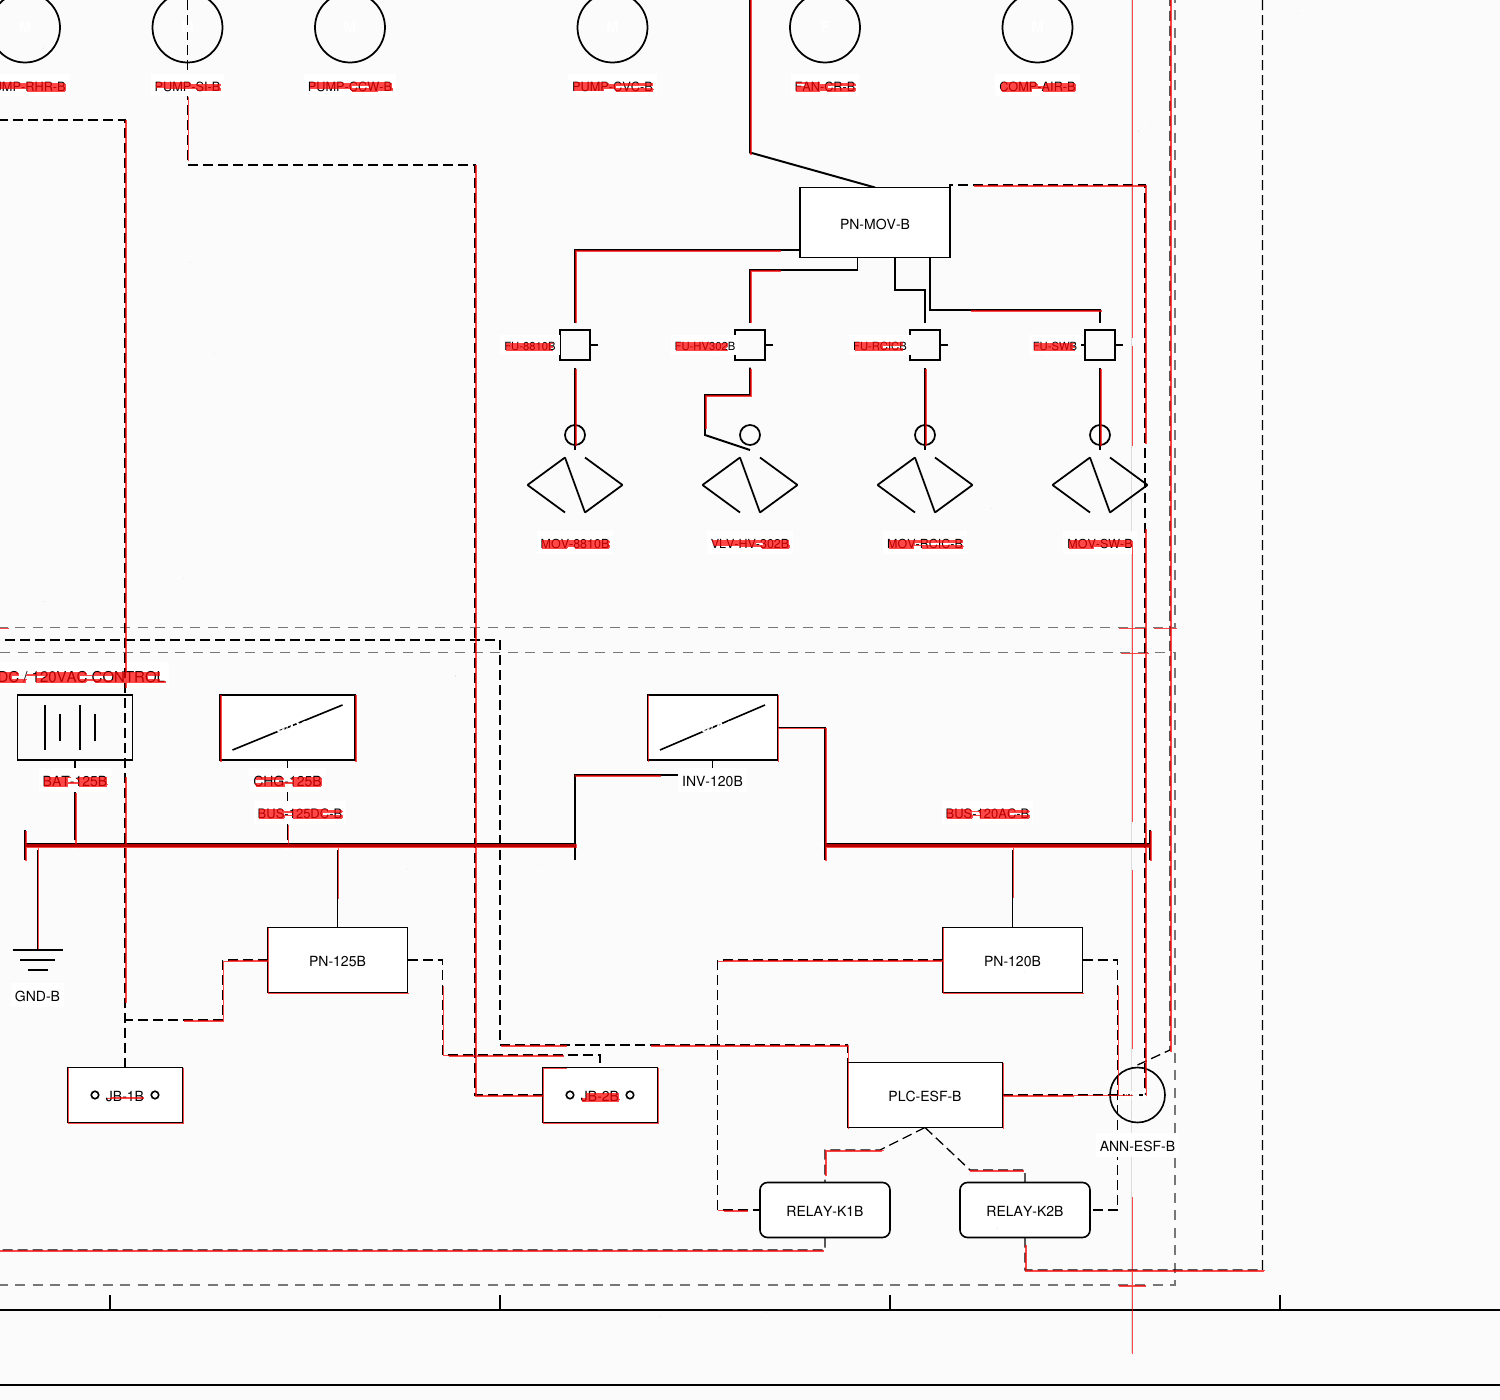 UMP-RHR-B
PUMP-SI-B
PUMP-CCW-B
PUMP-CVC-B
FAN-CR-B
COMP-AIR-B
PN-MOV-B
FU-8810B
FU-HV302B
FU-RCICB
FU-SWB
MOV-8810B
VLV-HV-302B
MOV-RCIC-B
MOV-SW-B
DC / 120VAC CONTROL
BAT-125B
CHG-125B
INV-120B
BUS-125DC-B
BUS-120AC-B
PN-125B
PN-120B
GND-B
JB-1B
JB-2B
PLC-ESF-B
ANN-ESF-B
RELAY-K1B
RELAY-K2B